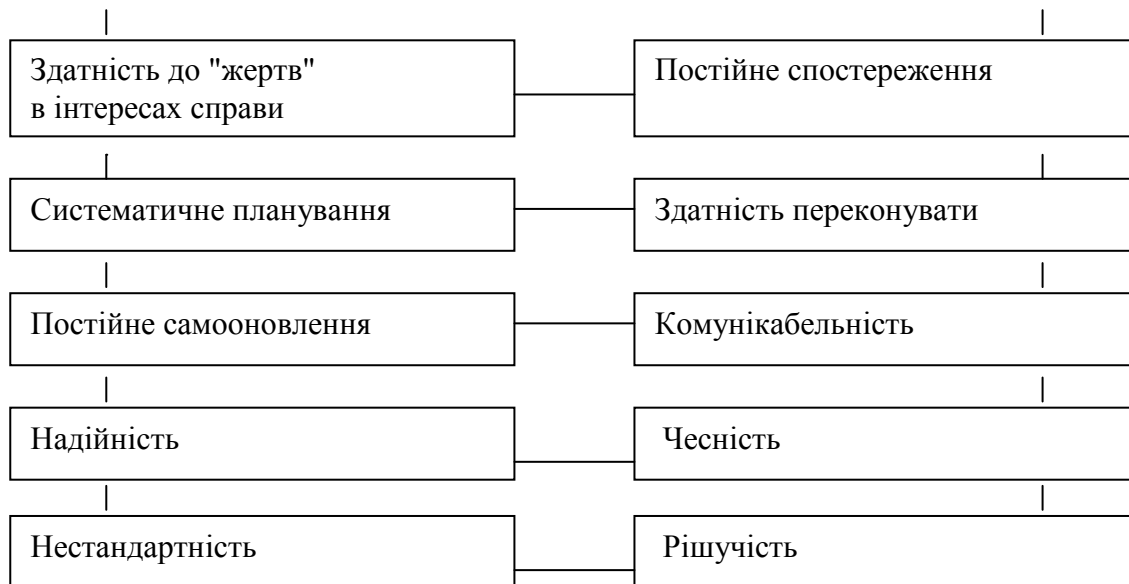 Здатність до "жертв"
в інтересах справи
Постійне спостереження
Систематичне планування
Здатність переконувати
Постійне самооновлення
Комунікабельність
Надійність
Чесність
Нестандартність
Рішучість